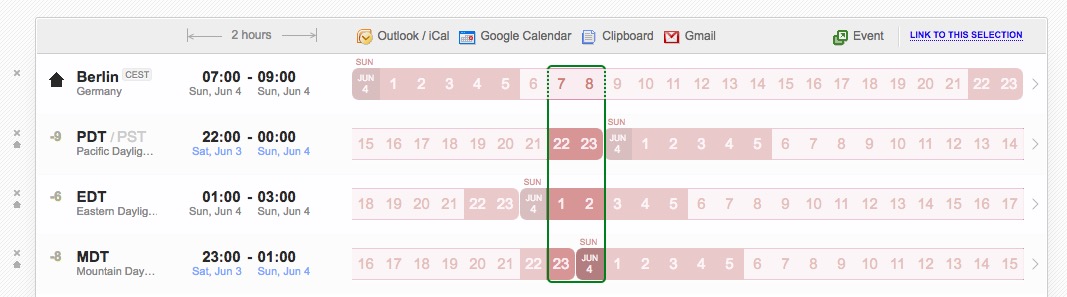 2 hours Outlook / iCal Google Calendar Clipboard Gmail Event LINK TO THIS SELECTION
SUN
Berlin CEST 07:00 - 09:00 JUN 4 1 2 3 4 5 6 7 8 9 10 11 12 13 14 15 16 17 18 19 20 21 22 23
Germany Sun, Jun 4 Sun, Jun 4
SUN
-9 PDT / PST 22:00 - 00:00 15 16 17 18 19 20 21 22 23 JUN 4 1 2 3 4 5 6 7 8 9 10 11 12 13 14
Pacific Daylig... Sat, Jun 3 Sun, Jun 4
SUN
-6 EDT 01:00 - 03:00 18 19 20 21 22 23 JUN 4 1 2 3 4 5 6 7 8 9 10 11 12 13 14 15 16 17
Eastern Daylig... Sun, Jun 4 Sun, Jun 4
SUN
-8 MDT 23:00 - 01:00 16 17 18 19 20 21 22 23 JUN 4 1 2 3 4 5 6 7 8 9 10 11 12 13 14 15
Mountain Day... Sat, Jun 3 Sun, Jun 4